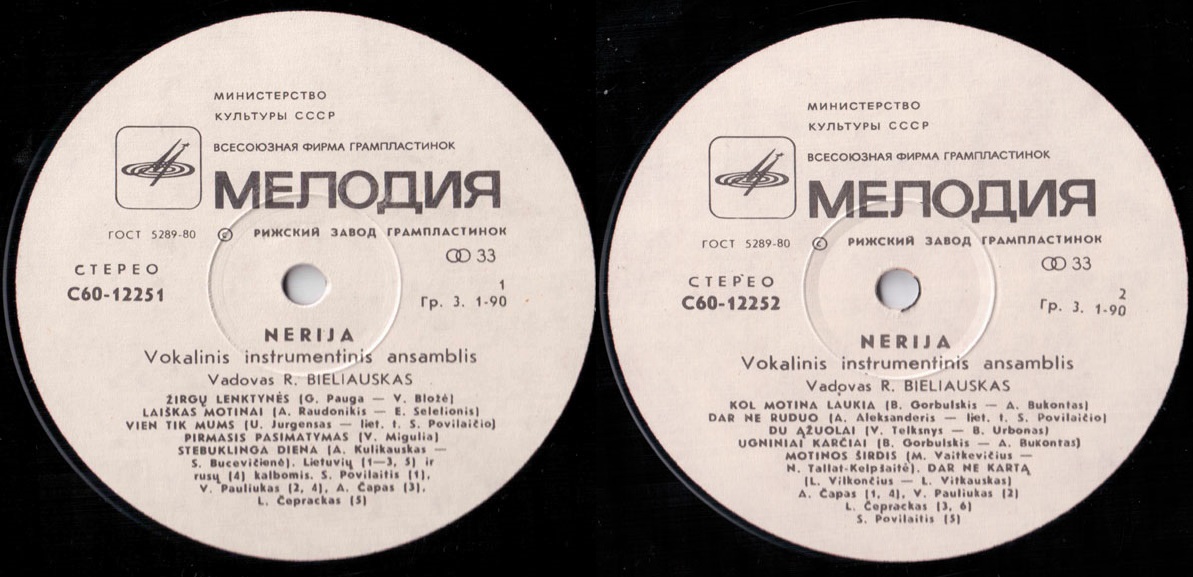 МИНИСТЕРСТВО
КУЛЬТУРЫ СССР
ВСЕСОЮЗНАЯ ФИРМА ГРАМПЛАСТИНОК
МЕЛОДИЯ
ГОСТ 5289-80 РИЖСКИЙ ЗАВОД ГРАМПЛАСТИНОК
СТЕРЕО 33
С60-12251 1
Гр. 3. 1-90
NERIJA
Vokalinis instrumentinis ansamblis
Vadovas R. BIELIAUSKAS
ŽIRGŲ LENKTYNĖS (G. Pauga — V. Bložė)
LAIŠKAS MOTINAI (A. Raudonikis — E. Selelionis)
VIEN TIK MUMS (U. Jurgensas — liet. t. S. Povilaičio)
PIRMASIS PASIMATYMAS (V. Migulia)
STEBUKLINGA DIENA (A. Kulikauskas —
S. Bucevičienė). Lietuvių (1—3, 5) ir
rusų (4) kalbomis. S. Povilaitis (1),
V. Pauliukas (2, 4), A. Čapas (3),
L. Čeprackas (5)
МИНИСТЕРСТВО
КУЛЬТУРЫ СССР
ВСЕСОЮЗНАЯ ФИРМА ГРАМПЛАСТИНОК
МЕЛОДИЯ
ГОСТ 5289-80 РИЖСКИЙ ЗАВОД ГРАМПЛАСТИНОК
СТЕРЕО 33
С60-12252 2
Гр. 3. 1-90
NERIJA
Vokalinis instrumentinis ansamblis
Vadovas R. BIELIAUSKAS
KOL MOTINA LAUKIA (B. Gorbulskis — A. Bukontas)
DAR NE RUDUO (A. Aleksanderis — liet. t. S. Povilaičio)
DU ĄŽUOLAI (V. Telksnys — B. Urbonas)
UGNINIAI KARČIAI (B. Gorbulskis — A. Bukontas)
MOTINOS ŠIRDIS (M. Vaitkevičius —
N. Tallat-Kelpšaitė). DAR NE KARTĄ
(L. Vilkončius — L. Vitkauskas)
A. Čapas (1, 4), V. Pauliukas (2)
L. Čeprackas (3, 6)
S. Povilaitis (5)